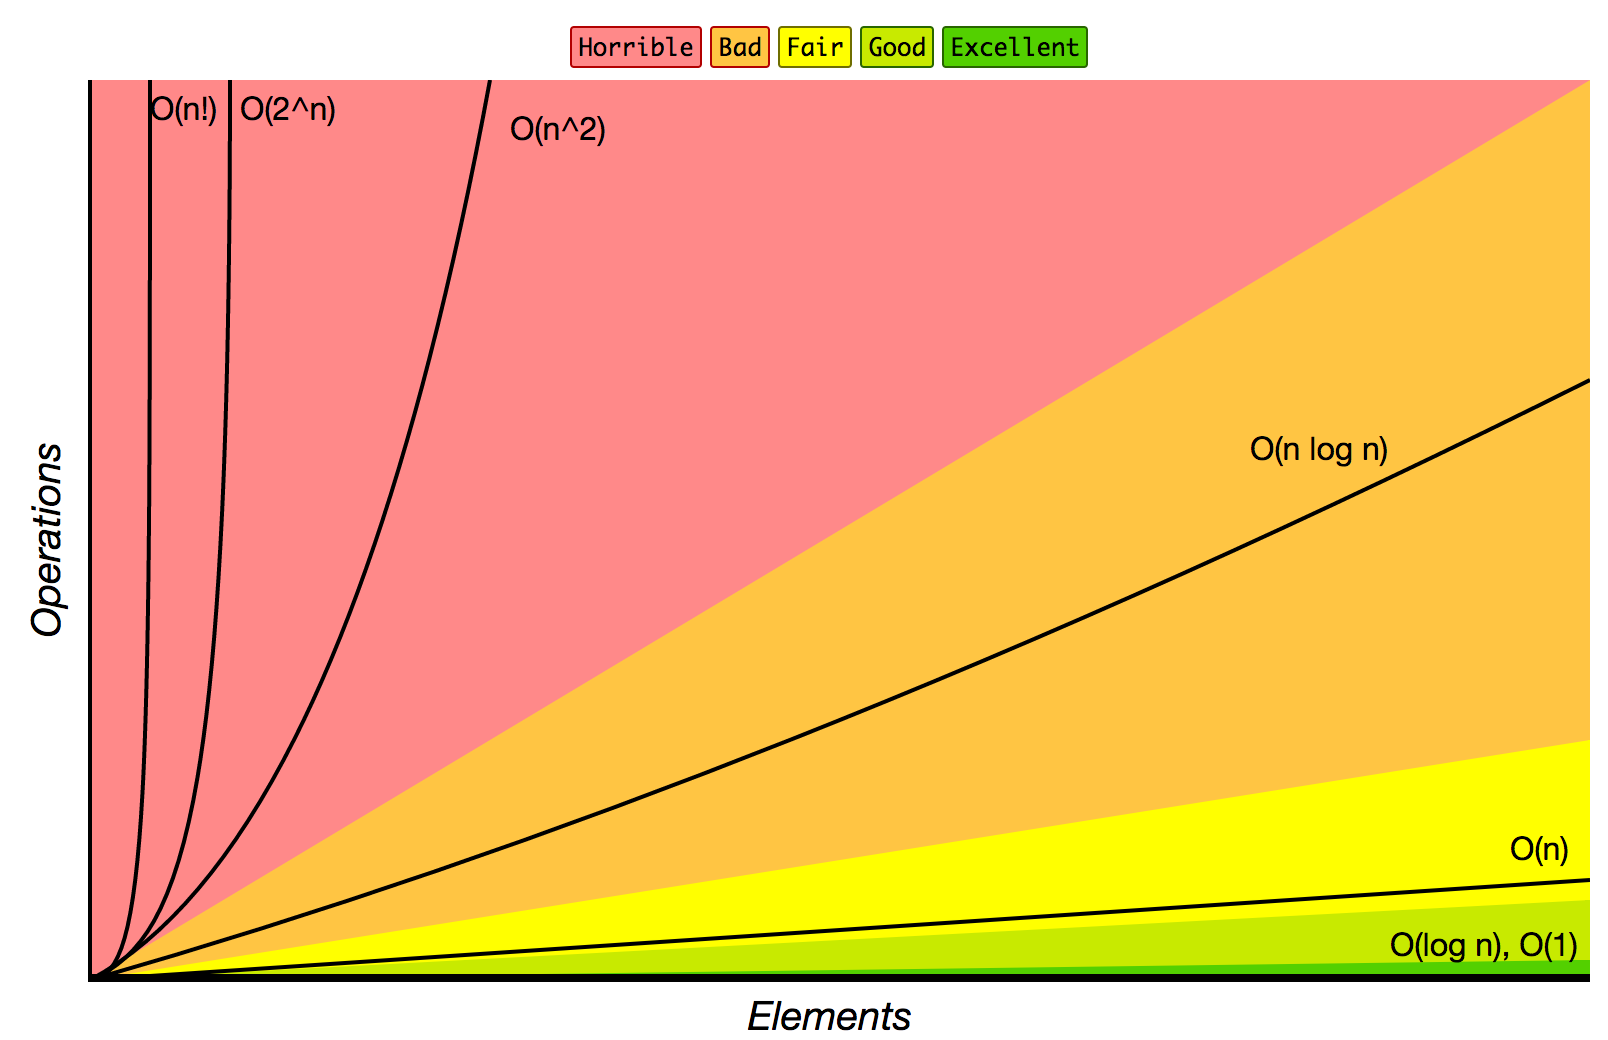 Horrible Bad Fair Good Excellent
O(n!) O(2^n)
O(n^2)
O(n log n)
Operations
O(n)
O(log n), O(1)
Elements